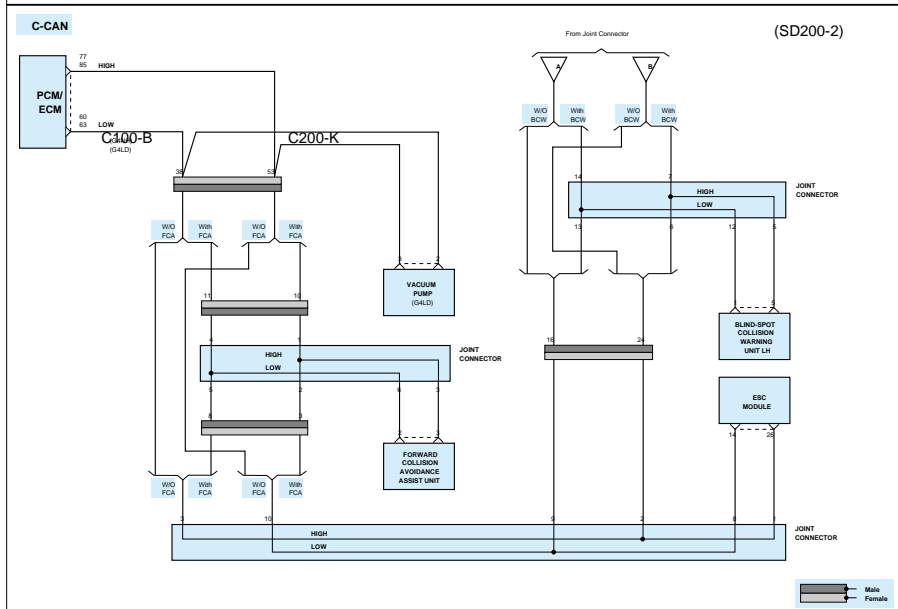 C-CAN
(SD200-2)
From Joint Connector
A
B
PCM/
ECM
77
85
HIGH
60
63
LOW
C100-B
(G4LD)
C200-K
38
53
W/O
FCA
With
FCA
W/O
FCA
With
FCA
W/O
BCW
With
BCW
W/O
BCW
With
BCW
14
7
HIGH
LOW
JOINT
CONNECTOR
13
6
12
5
3
2
VACUUM
PUMP
(G4LD)
11
10
4
1
HIGH
LOW
JOINT
CONNECTOR
5
2
6
3
8
3
2
3
FORWARD
COLLISION
AVOIDANCE
ASSIST UNIT
1
5
BLIND-SPOT
COLLISION
WARNING
UNIT LH
16
24
ESC
MODULE
14
26
W/O
FCA
With
FCA
W/O
FCA
With
FCA
3
10
9
2
8
1
HIGH
LOW
JOINT
CONNECTOR
Male
Female